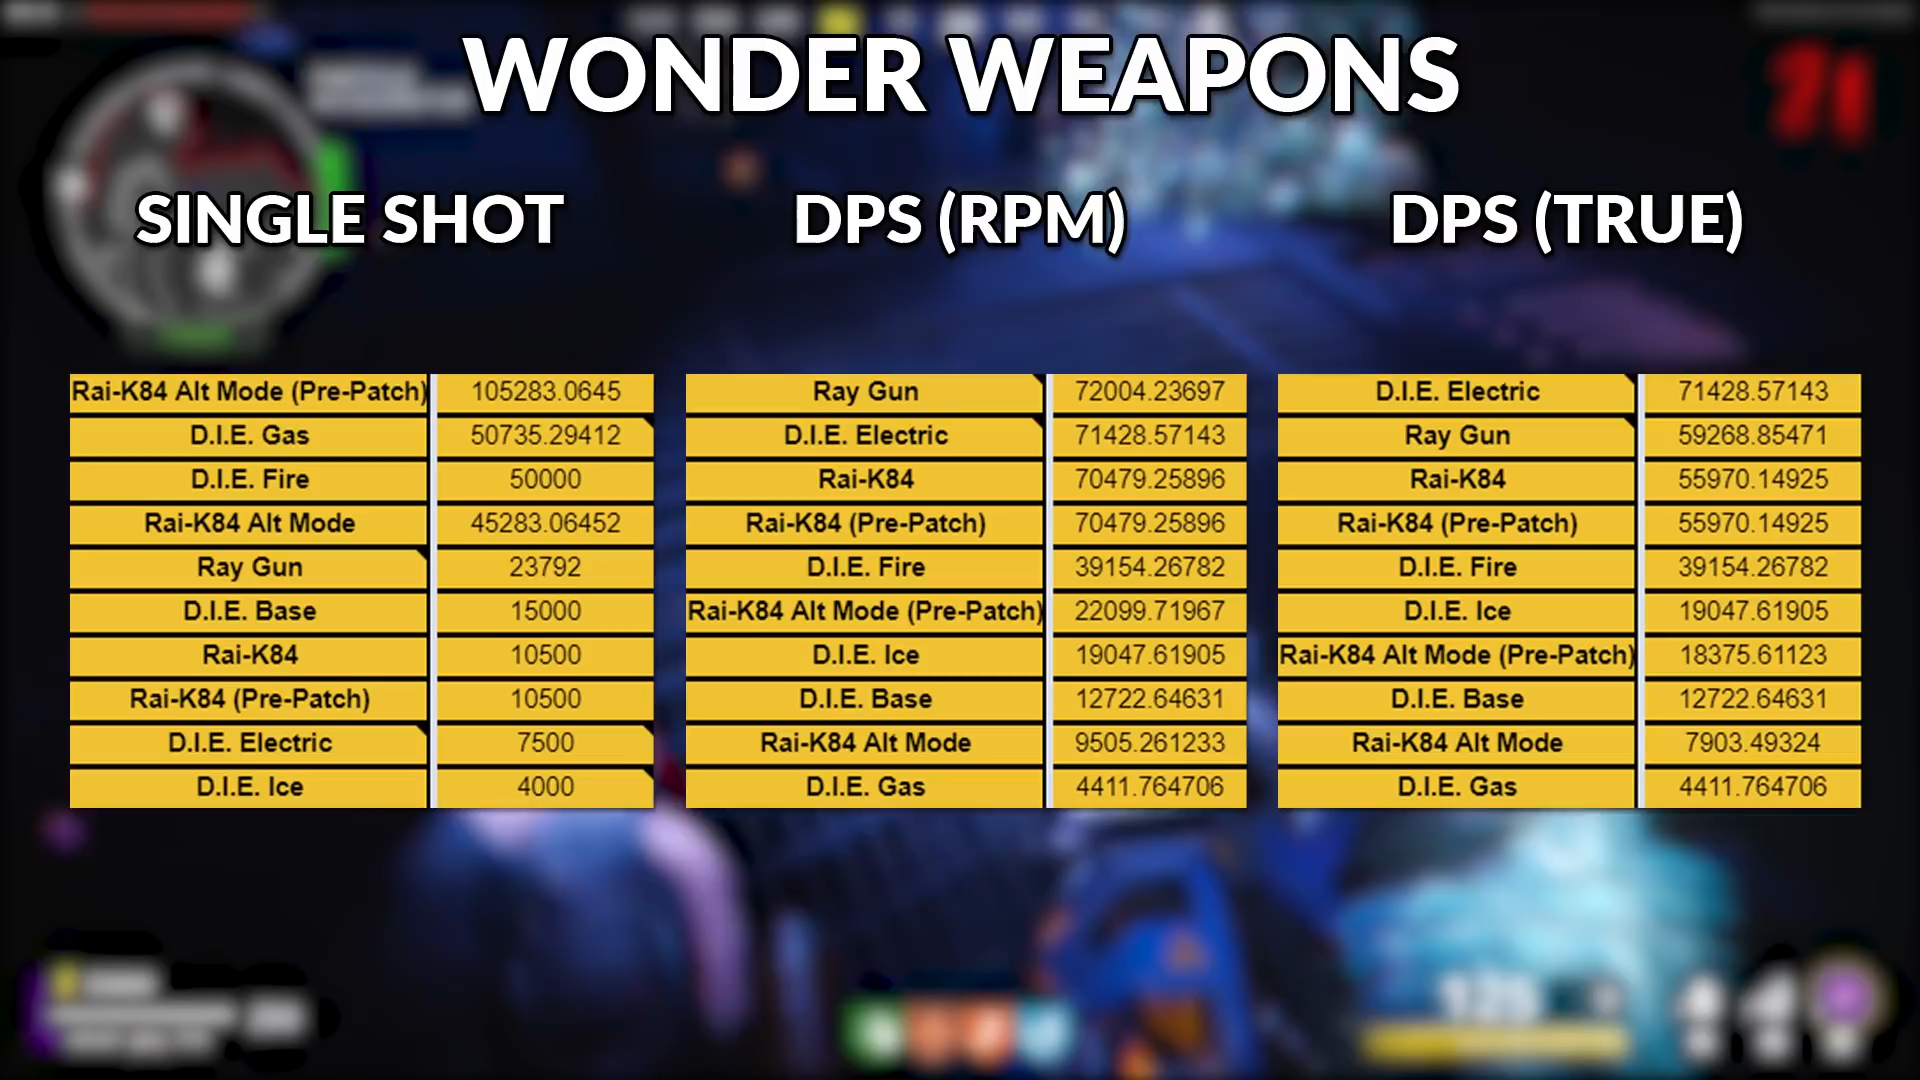 WONDER WEAPONS
SINGLE SHOT DPS (RPM) DPS (TRUE)
Rai-K84 Alt Mode (Pre-Patch) 105283.0645 Ray Gun 72004.23697 D.I.E. Electric 71428.57143
D.I.E. Gas 50735.29412 D.I.E. Electric 71428.57143 Ray Gun 59268.85471
D.I.E. Fire 50000 Rai-K84 70479.25896 Rai-K84 55970.14925
Rai-K84 Alt Mode 45283.06452 Rai-K84 (Pre-Patch) 70479.25896 Rai-K84 (Pre-Patch) 55970.14925
Ray Gun 23792 D.I.E. Fire 39154.26782 D.I.E. Fire 39154.26782
D.I.E. Base 15000 Rai-K84 Alt Mode (Pre-Patch) 22099.71967 D.I.E. Ice 19047.61905
Rai-K84 10500 D.I.E. Ice 19047.61905 Rai-K84 Alt Mode (Pre-Patch) 18375.61123
Rai-K84 (Pre-Patch) 10500 D.I.E. Base 12722.64631 D.I.E. Base 12722.64631
D.I.E. Electric 7500 Rai-K84 Alt Mode 9505.261233 Rai-K84 Alt Mode 7903.49324
D.I.E. Ice 4000 D.I.E. Gas 4411.764706 D.I.E. Gas 4411.764706